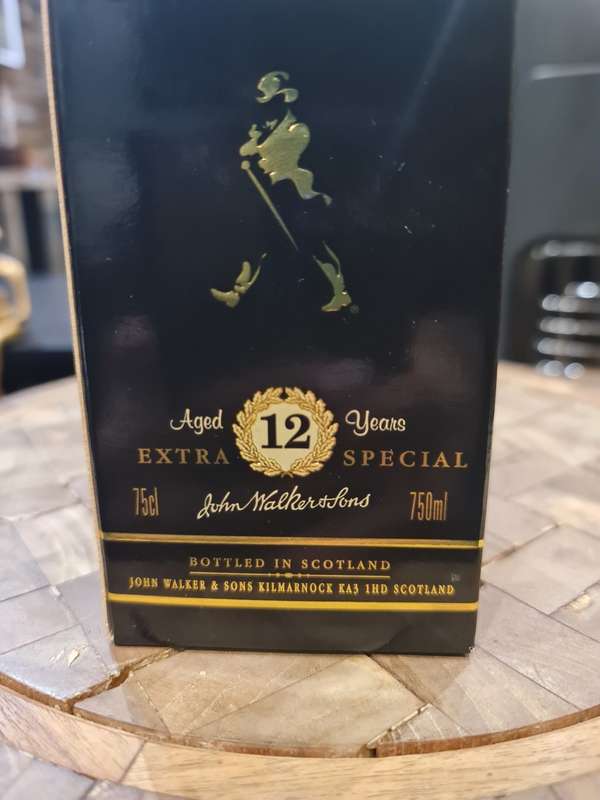 Aged 12 Years
EXTRA SPECIAL
75cl John Walker & Sons 750ml
BOTTLED IN SCOTLAND
JOHN WALKER & SONS KILMARNOCK KA3 1HD SCOTLAND